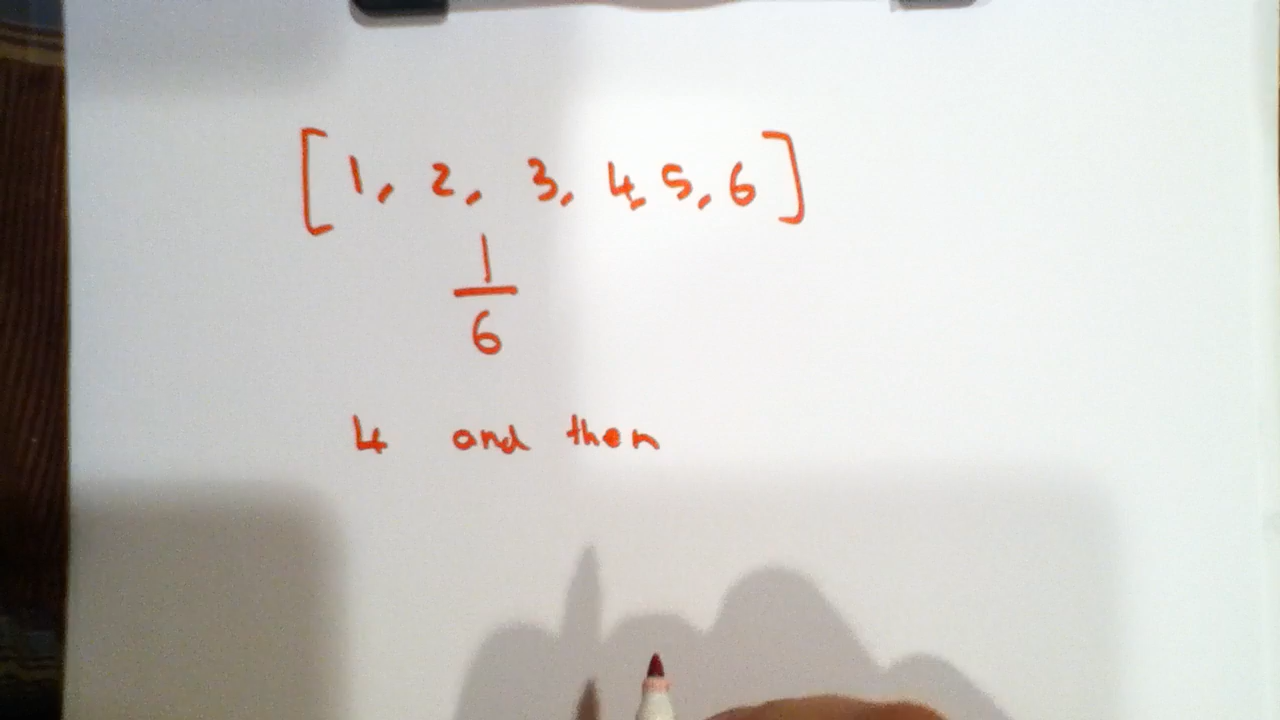 [1, 2, 3, 4, 5, 6]
1
6
4 and then